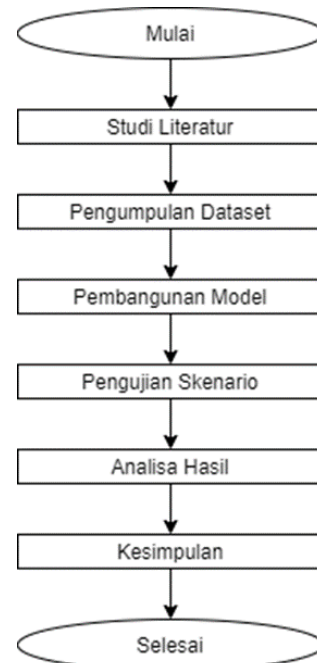 Mulai
Studi Literatur
Pengumpulan Dataset
Pembangunan Model
Pengujian Skenario
Analisa Hasil
Kesimpulan
Selesai